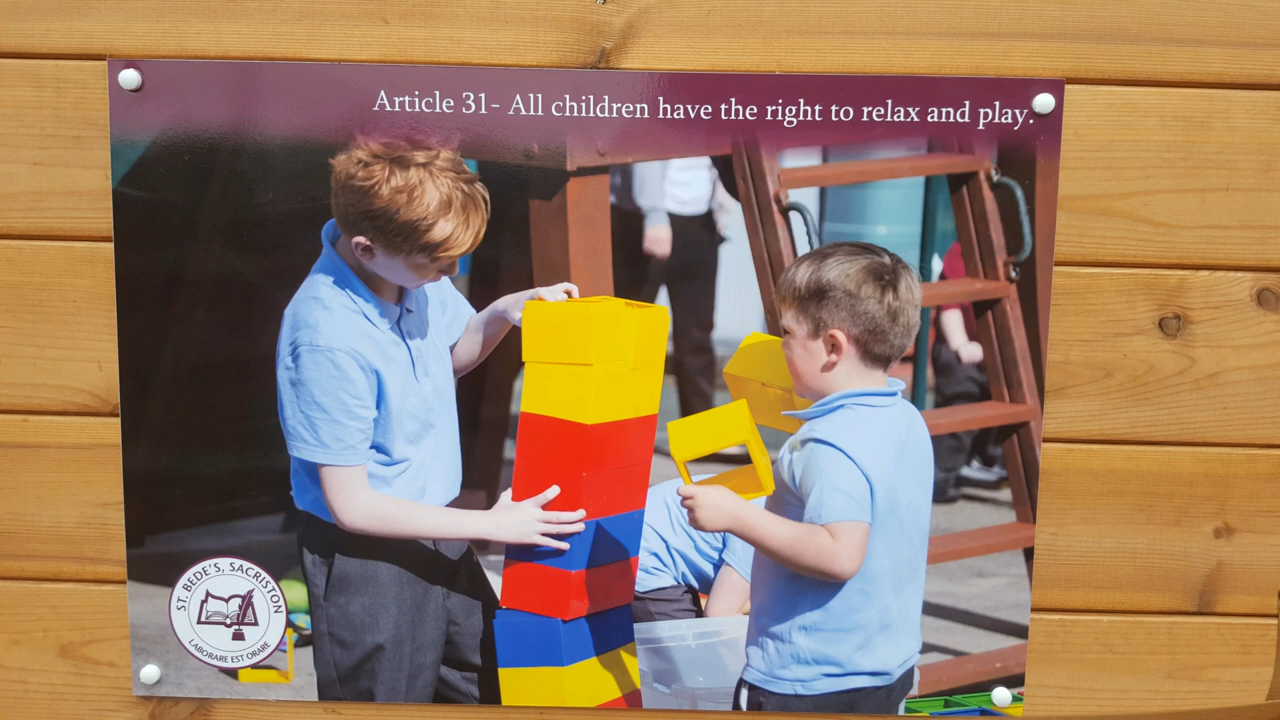 Article 31- All children have the right to relax and play.
ST. BEDE'S, SACRISTON
LABORARE EST ORARE